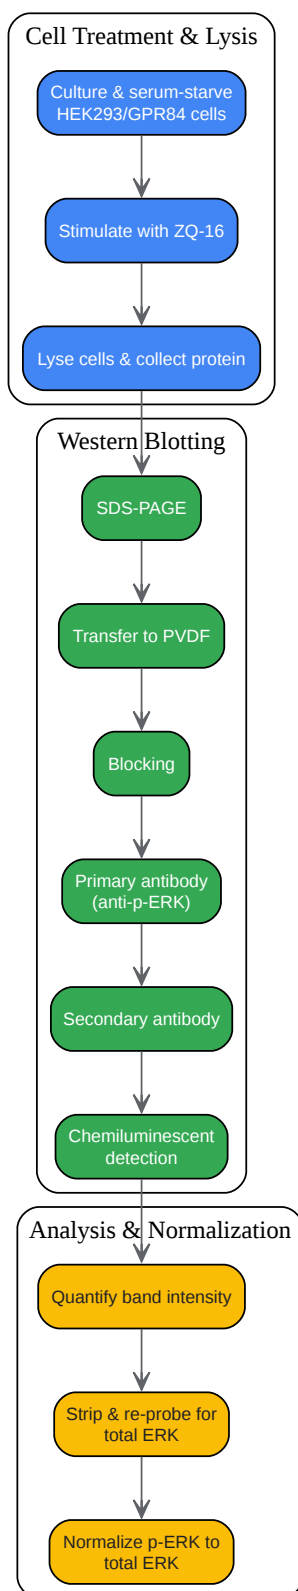 Cell Treatment & Lysis
Culture & serum-starve
HEK293/GPR84 cells
Stimulate with ZQ-16
Lyse cells & collect protein
Western Blotting
SDS-PAGE
Transfer to PVDF
Blocking
Primary antibody
(anti-p-ERK)
Secondary antibody
Chemiluminescent
detection
Analysis & Normalization
Quantify band intensity
Strip & re-probe for
total ERK
Normalize p-ERK to
total ERK